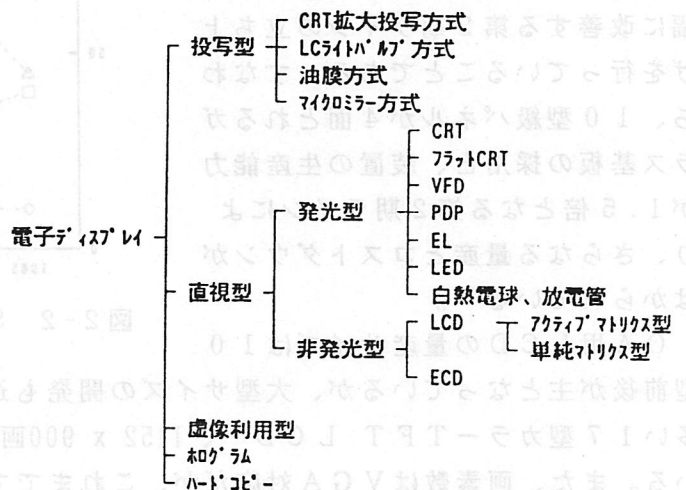 電子ディスプレイ
投写型
CRT拡大投写方式
LCライトバルブ方式
油膜方式
マイクロミラー方式
直視型
発光型
CRT
フラットCRT
VFD
PDP
EL
LED
白熱電球、放電管
非発光型
LCD
アクティブマトリクス型
単純マトリクス型
ECD
虚像利用型
ホログラム
ハードコピー